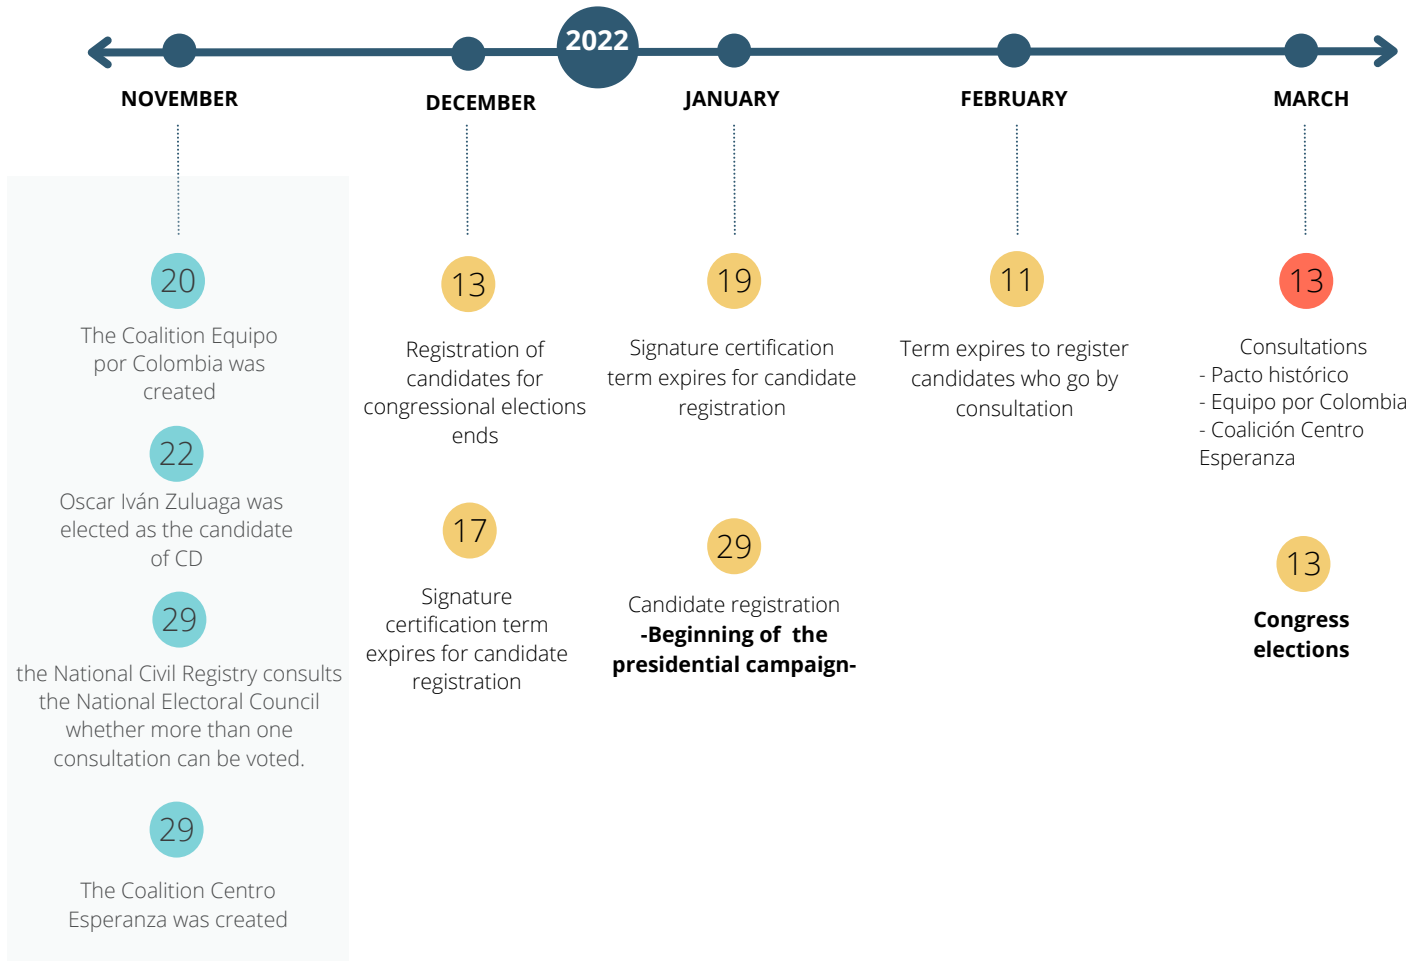 2022
NOVEMBER
DECEMBER
JANUARY
FEBRUARY
MARCH
20
The Coalition Equipo
por Colombia was
created
22
Oscar Iván Zuluaga was
elected as the candidate
of CD
29
the National Civil Registry consults
the National Electoral Council
whether more than one
consultation can be voted.
29
The Coalition Centro
Esperanza was created
13
Registration of
candidates for
congressional elections
ends
17
Signature
certification term
expires for candidate
registration
19
Signature certification
term expires for candidate
registration
29
Candidate registration
-Beginning of the
presidential campaign-
11
Term expires to register
candidates who go by
consultation
13
Consultations
- Pacto histórico
- Equipo por Colombia
- Coalición Centro
Esperanza
13
Congress
elections